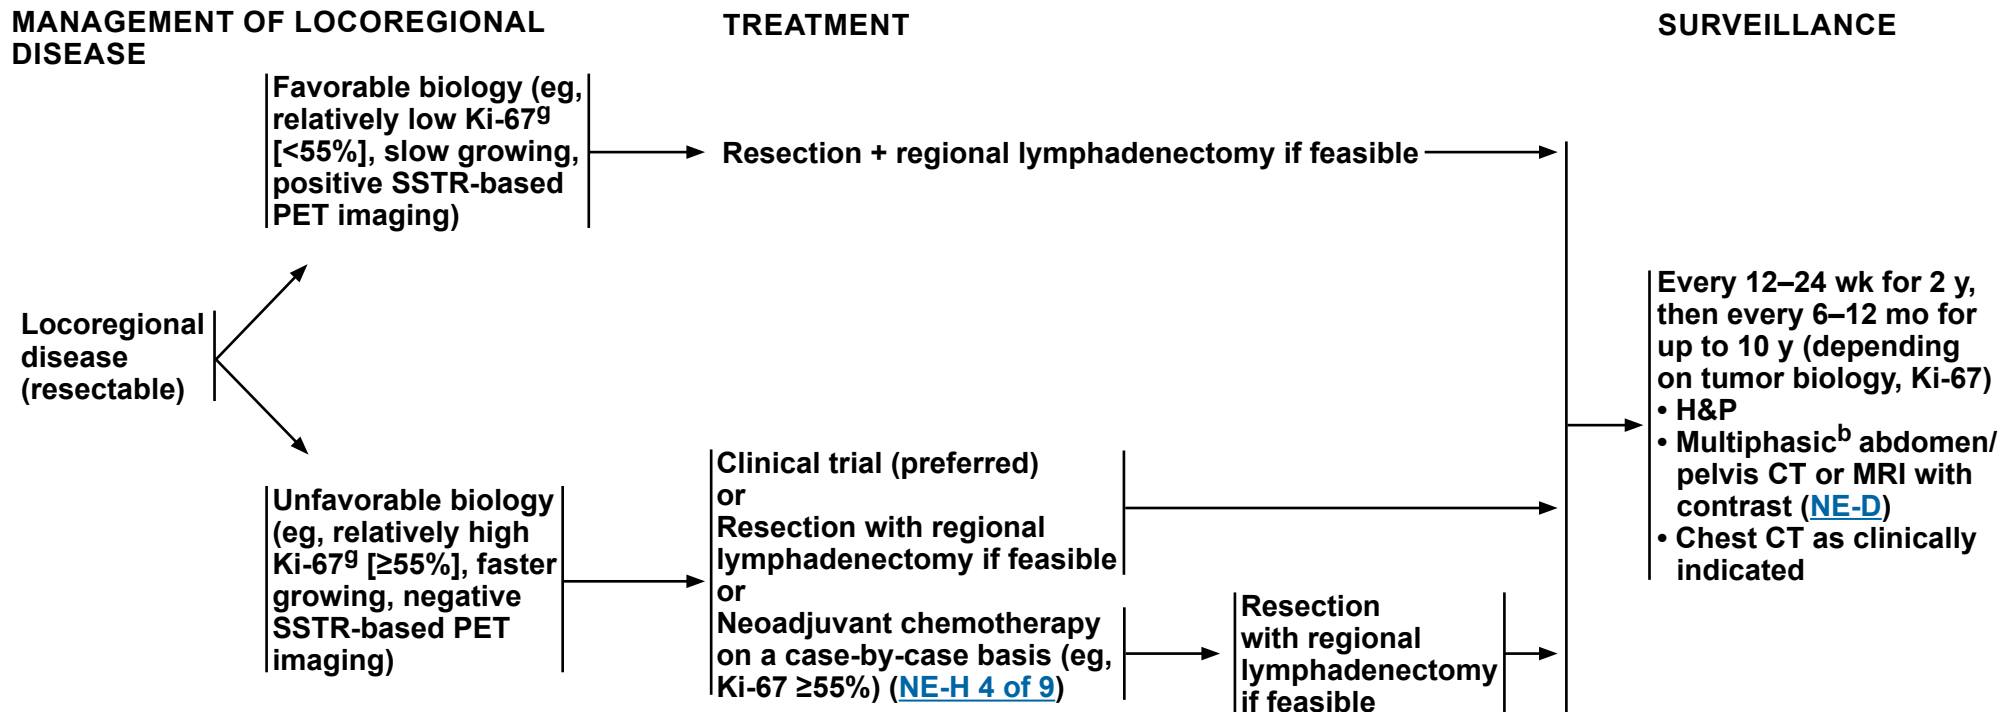 MANAGEMENT OF LOCOREGIONAL
DISEASE
TREATMENT
SURVEILLANCE
Favorable biology (eg,
relatively low Ki-67g
[<55%], slow growing,
positive SSTR-based
PET imaging)
Resection + regional lymphadenectomy if feasible
Locoregional
disease
(resectable)
Unfavorable biology
(eg, relatively high
Ki-67g [≥55%], faster
growing, negative
SSTR-based PET
imaging)
Clinical trial (preferred)
or
Resection with regional
lymphadenectomy if feasible
or
Neoadjuvant chemotherapy
on a case-by-case basis (eg,
Ki-67 ≥55%) (NE-H 4 of 9)
Resection
with regional
lymphadenectomy
if feasible
Every 12–24 wk for 2 y,
then every 6–12 mo for
up to 10 y (depending
on tumor biology, Ki-67)
• H&P
• Multiphasicb abdomen/
pelvis CT or MRI with
contrast (NE-D)
• Chest CT as clinically
indicated